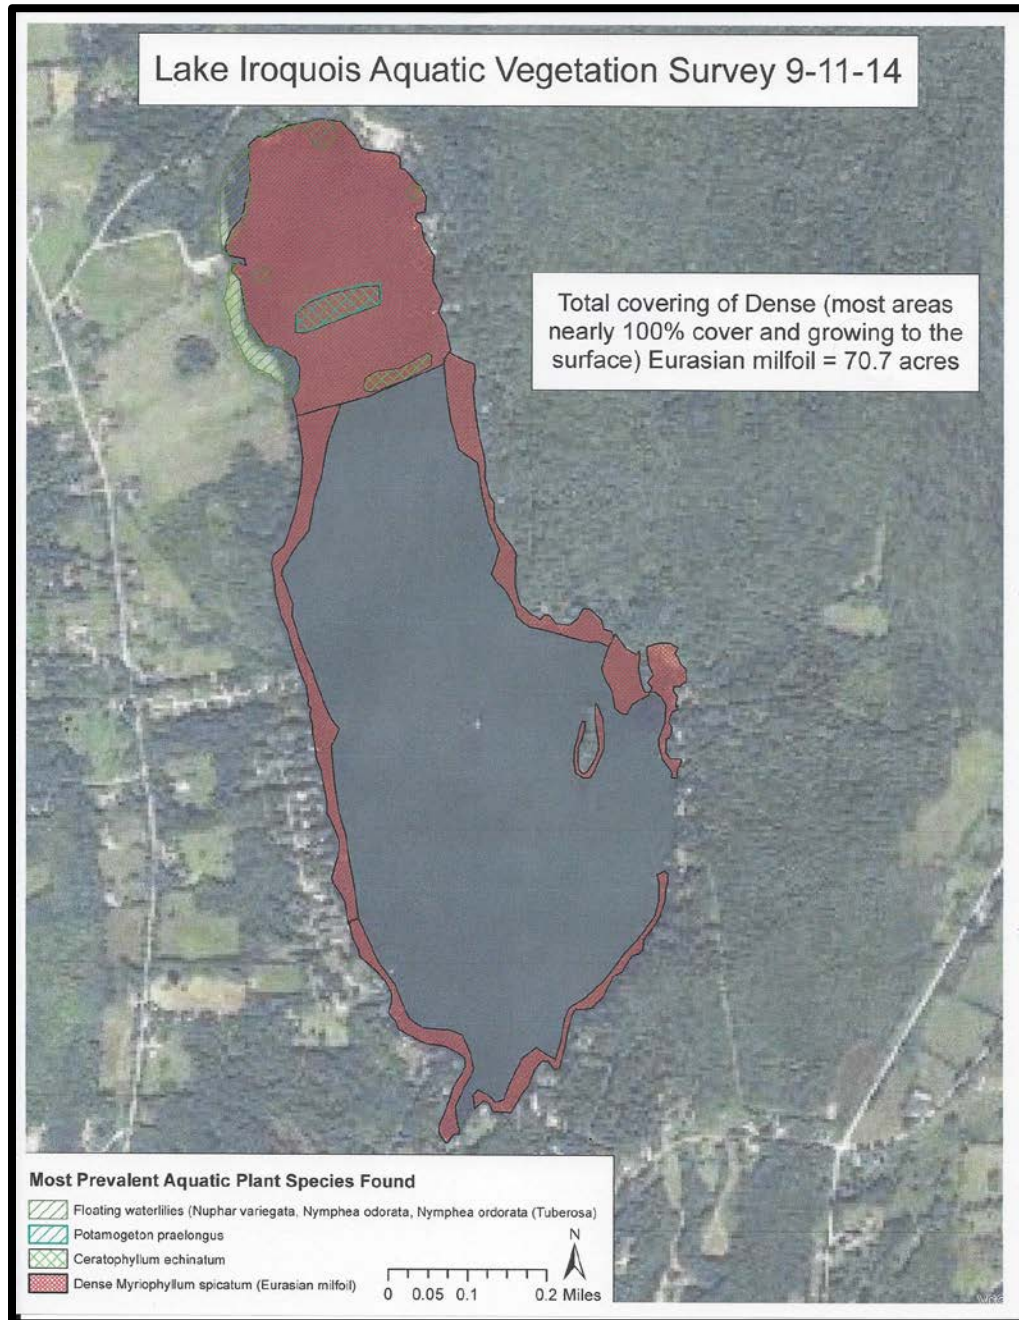 Lake Iroquois Aquatic Vegetation Survey 9-11-14
Total covering of Dense (most areas
nearly 100% cover and growing to the
surface) Eurasian milfoil = 70.7 acres
Most Prevalent Aquatic Plant Species Found
Floating waterlilies (Nuphar variegata, Nymphea odorata, Nymphea ordorata (Tuberosa)
Potamogeton praelongus
Ceratophyllum echinatum
Dense Myriophyllum spicatum (Eurasian milfoil)
N
0 0.05 0.1 0.2 Miles